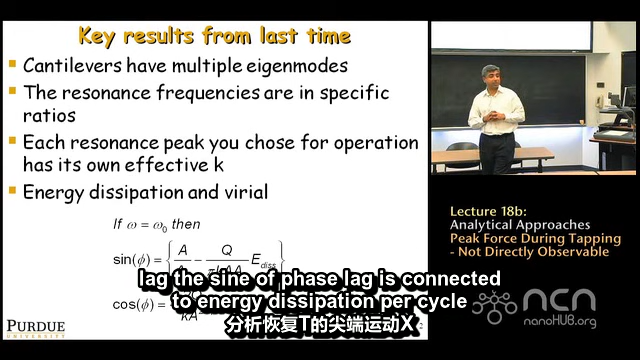 Key results from last time
Cantilevers have multiple eigenmodes
The resonance frequencies are in specific
ratios
Each resonance peak you chose for operation
has its own effective k
Energy dissipation and virial
If ω = ω₀ then
sin(ϕ) = { A
− Q
E diss }
cos(ϕ) =
kA
lag the sine of phase lag is connected
to energy dissipation per cycle
分析恢复T的尖端运动X
PURDUE
UNIVERSITY
Lecture 18b:
Analytical Approaches
Peak Force During Tapping
- Not Directly Observable
ncn
nanoHUB.org